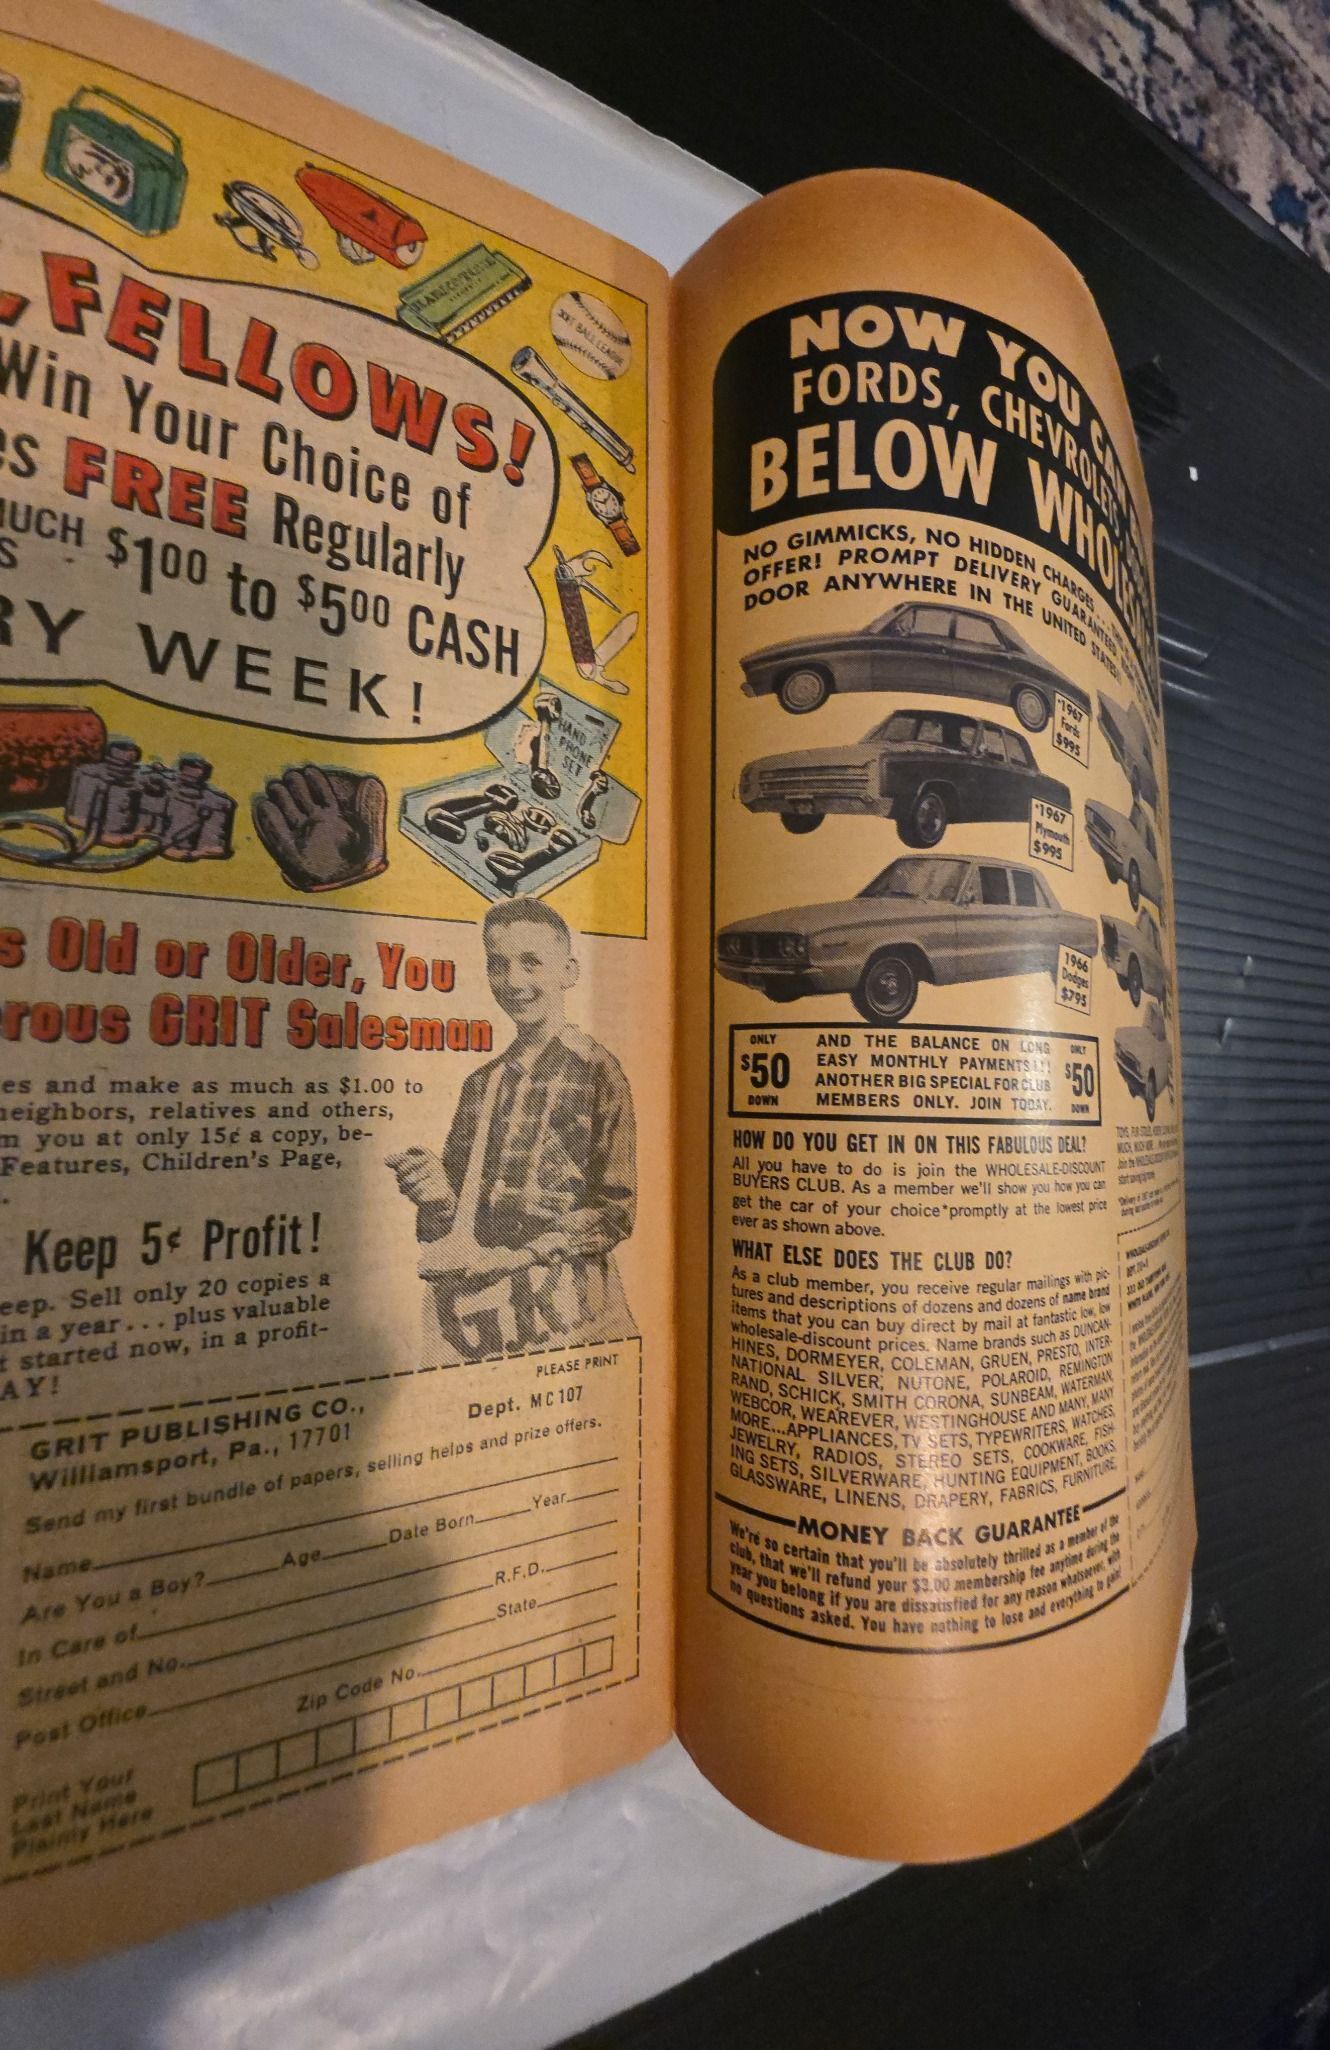 FELLOWS!
Win Your Choice of
FREE Regularly
$1.00 to $5.00 CASH
WEEK!
HAND
PHONE
SET
Old or Older, You
GRIT Salesman
es and make as much as $1.00 to
neighbors, relatives and others,
m you at only 15¢ a copy, be-
Features, Children's Page,
Keep 5¢ Profit!
eep. Sell only 20 copies a
in a year... plus valuable
t started now, in a profit-
AY!
PLEASE PRINT
GRIT PUBLISHING CO., Dept. MC107
Williamsport, Pa., 17701
Send my first bundle of papers, selling helps and prize offers.
Name
Are You a Boy? Age Date Born Year
In Care of
Street and No. R.F.D.
Post Office State
Zip Code No.
Print Your
Last Name
Plainly Here
NOW YOU CAN
FORDS, CHEVROLETS,
BELOW
NO GIMMICKS, NO HIDDEN CHARGES...
OFFER! PROMPT DELIVERY GUARANTEED
DOOR ANYWHERE IN THE UNITED STATES!
*1967
Fords
$995
*1967
Plymouth
$995
1966
Dodges
$795
ONLY
$50
DOWN
AND THE BALANCE ON LONG
EASY MONTHLY PAYMENTS!!!
ANOTHER BIG SPECIAL FOR CLUB
MEMBERS ONLY. JOIN TODAY.
ONLY
$50
DOWN
HOW DO YOU GET IN ON THIS FABULOUS DEAL?
All you have to do is join the WHOLESALE-DISCOUNT
BUYERS CLUB. As a member we'll show you how you can
get the car of your choice*promptly at the lowest price
ever as shown above.
WHAT ELSE DOES THE CLUB DO?
As a club member, you receive regular mailings with pic-
tures and descriptions of dozens and dozens of name brand
items that you can buy direct by mail at fantastic low, low
wholesale-discount prices. Name brands such as DUNCAN-
HINES, DORMEYER, COLEMAN, GRUEN, PRESTO, INTER-
NATIONAL SILVER, NUTONE, POLAROID, REMINGTON
RAND, SCHICK, SMITH CORONA, SUNBEAM, WATERMAN,
WEBCOR, WEAREVER, WESTINGHOUSE AND MANY, MANY
MORE...APPLIANCES, TV SETS, TYPEWRITERS, WATCHES,
JEWELRY, RADIOS, STEREO SETS, COOKWARE, FISH-
ING SETS, SILVERWARE, HUNTING EQUIPMENT, BOOKS,
GLASSWARE, LINENS, DRAPERY, FABRICS, FURNITURE,
MONEY BACK GUARANTEE
We're so certain that you'll be absolutely thrilled as a member of the
club, that we'll refund your $3.00 membership fee anytime during the
year you belong if you are dissatisfied for any reason whatsoever, with
no questions asked. You have nothing to lose and everything to gain!